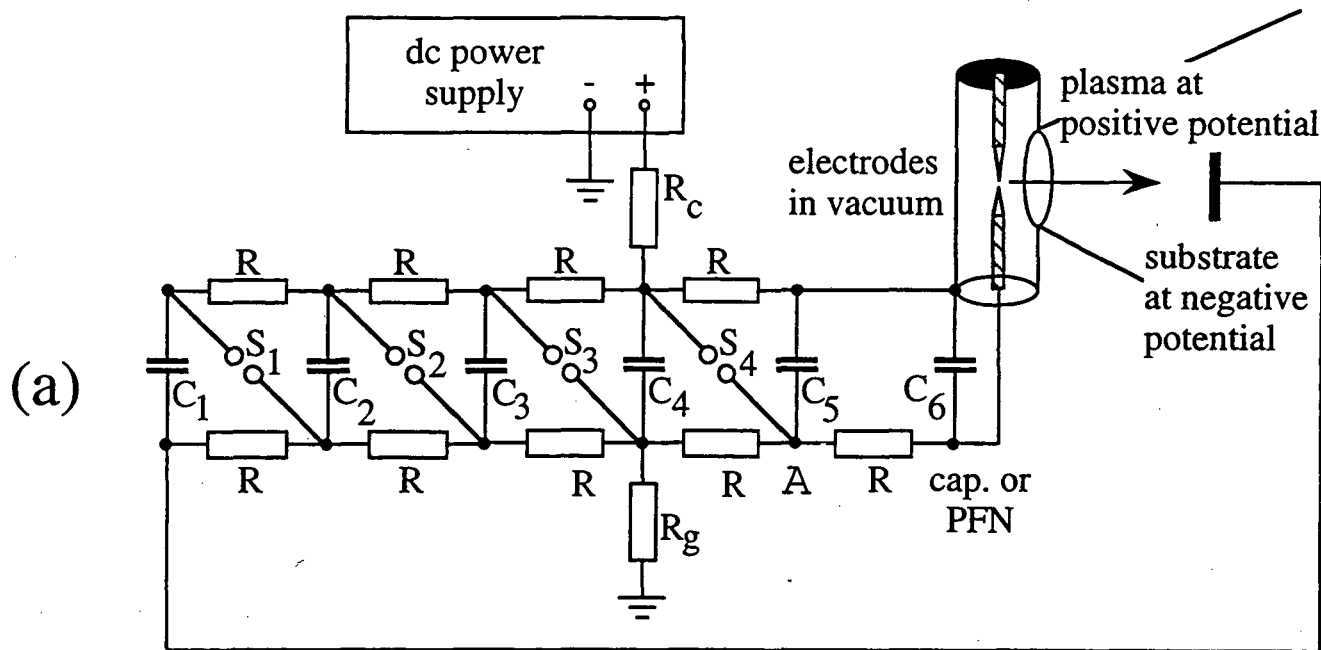 dc power
supply
- +
plasma at
positive potential
electrodes
in vacuum
R_c
substrate
at negative
potential
R R R R
(a)
S_1 S_2 S_3 S_4
C_1 C_2 C_3 C_4 C_5 C_6
R R R R A R
cap. or
PFN
R_g